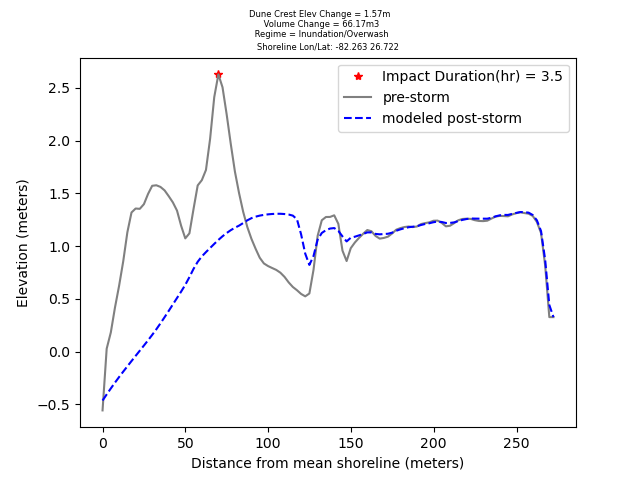 Dune Crest Elev Change = 1.57m
Volume Change = 66.17m3
Regime = Inundation/Overwash
Shoreline Lon/Lat: -82.263 26.722
Impact Duration(hr) = 3.5
pre-storm
modeled post-storm
Elevation (meters)
2.5
2.0
1.5
1.0
0.5
0.0
−0.5
0 50 100 150 200 250
Distance from mean shoreline (meters)